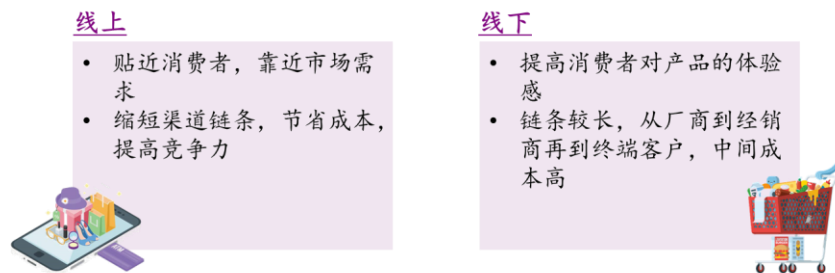 线上
• 贴近消费者，靠近市场需
求
• 缩短渠道链条，节省成本，
提高竞争力
线下
• 提高消费者对产品的体验
感
• 链条较长，从厂商到经销
商再到终端客户，中间成
本高